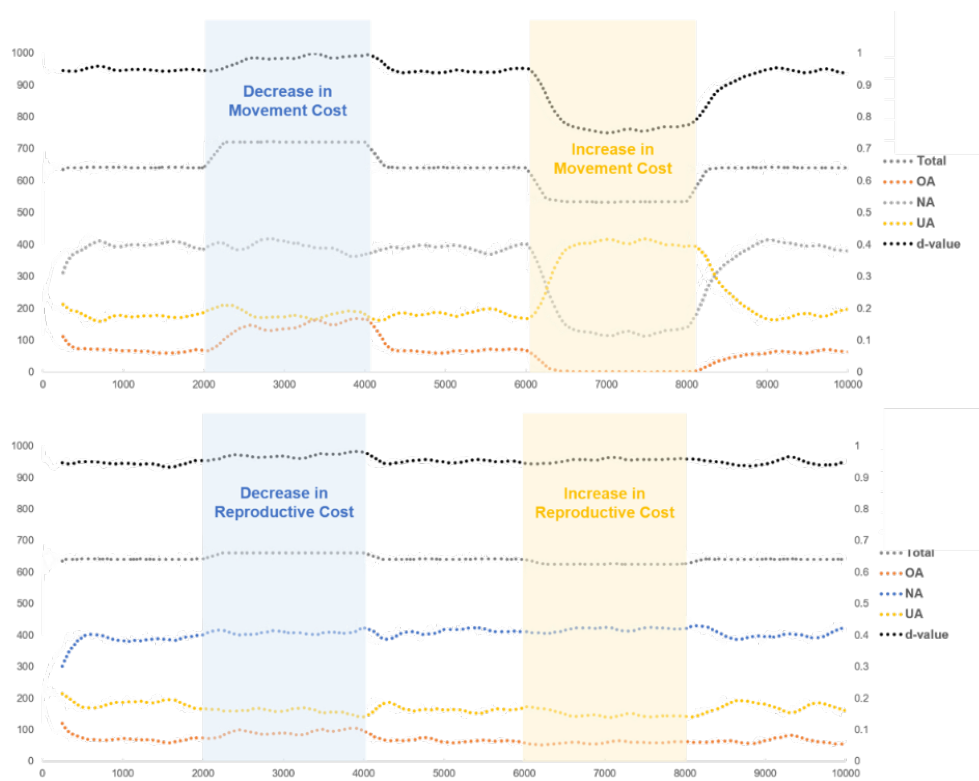 1000
900
800
700
600
500
400
300
200
100
0
Decrease in
Movement Cost
Increase in
Movement Cost
1
0.9
0.8
0.7
0.6
0.5
0.4
0.3
0.2
0.1
0
0 1000 2000 3000 4000 5000 6000 7000 8000 9000 10000
Total
OA
NA
UA
d-value
1000
900
800
700
600
500
400
300
200
100
0
Decrease in
Reproductive Cost
Increase in
Reproductive Cost
1
0.9
0.8
0.7
0.6
0.5
0.4
0.3
0.2
0.1
0
0 1000 2000 3000 4000 5000 6000 7000 8000 9000 10000
Total
OA
NA
UA
d-value